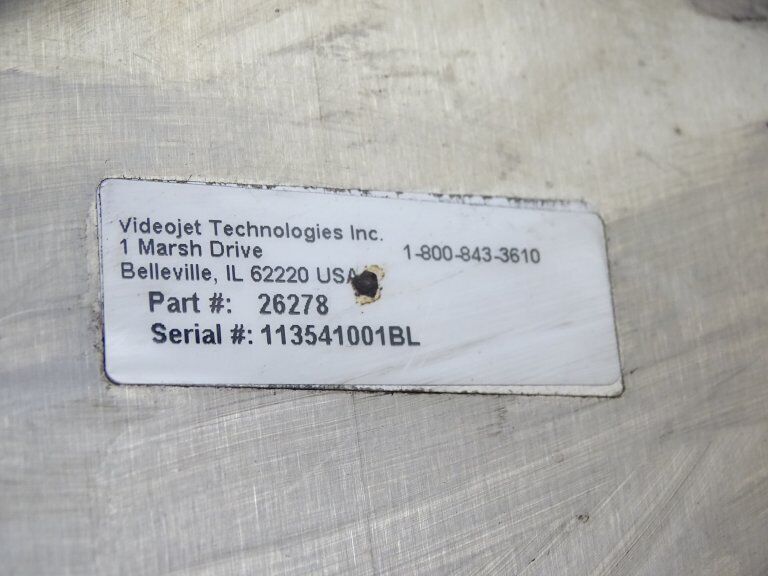 Videojet Technologies Inc.
1 Marsh Drive 1-800-843-3610
Belleville, IL 62220 USA
Part #: 26278
Serial #: 113541001BL